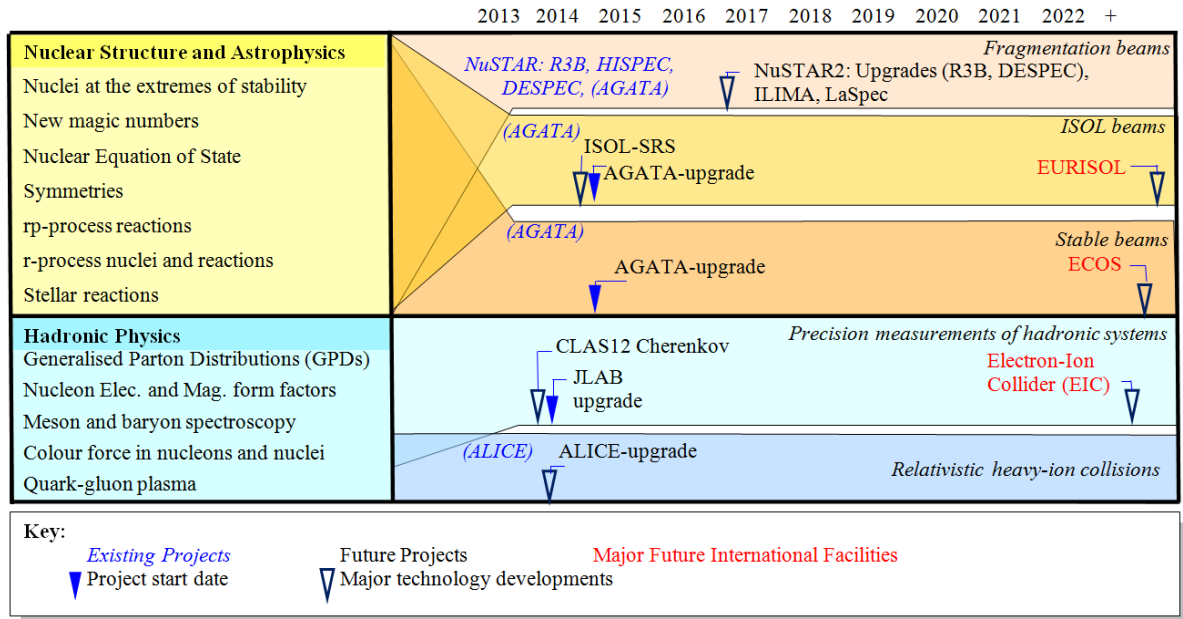 2013 2014 2015 2016 2017 2018 2019 2020 2021 2022 +
Nuclear Structure and Astrophysics
Nuclei at the extremes of stability
New magic numbers
Nuclear Equation of State
Symmetries
rp-process reactions
r-process nuclei and reactions
Stellar reactions
Fragmentation beams
NuSTAR: R3B, HISPEC,
DESPEC, (AGATA)
NuSTAR2: Upgrades (R3B, DESPEC),
ILIMA, LaSpec
(AGATA)
ISOL beams
ISOL-SRS
AGATA-upgrade
EURISOL
(AGATA)
Stable beams
AGATA-upgrade
ECOS
Hadronic Physics
Generalised Parton Distributions (GPDs)
Nucleon Elec. and Mag. form factors
Meson and baryon spectroscopy
Colour force in nucleons and nuclei
Quark-gluon plasma
Precision measurements of hadronic systems
CLAS12 Cherenkov
JLAB
upgrade
Electron-Ion
Collider (EIC)
(ALICE)
ALICE-upgrade
Relativistic heavy-ion collisions
Key:
Existing Projects
Future Projects
Major Future International Facilities
Project start date
Major technology developments